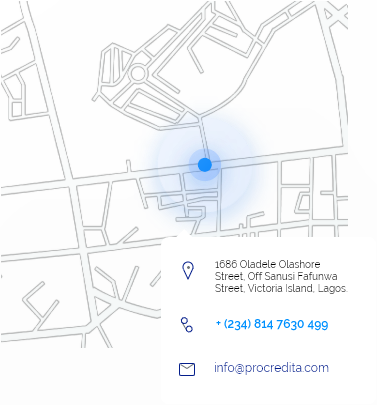 1686 Oladele Olashore
Street, Off Sanusi Fafunwa
Street, Victoria Island, Lagos.
+ (234) 814 7630 499
info@procredita.com